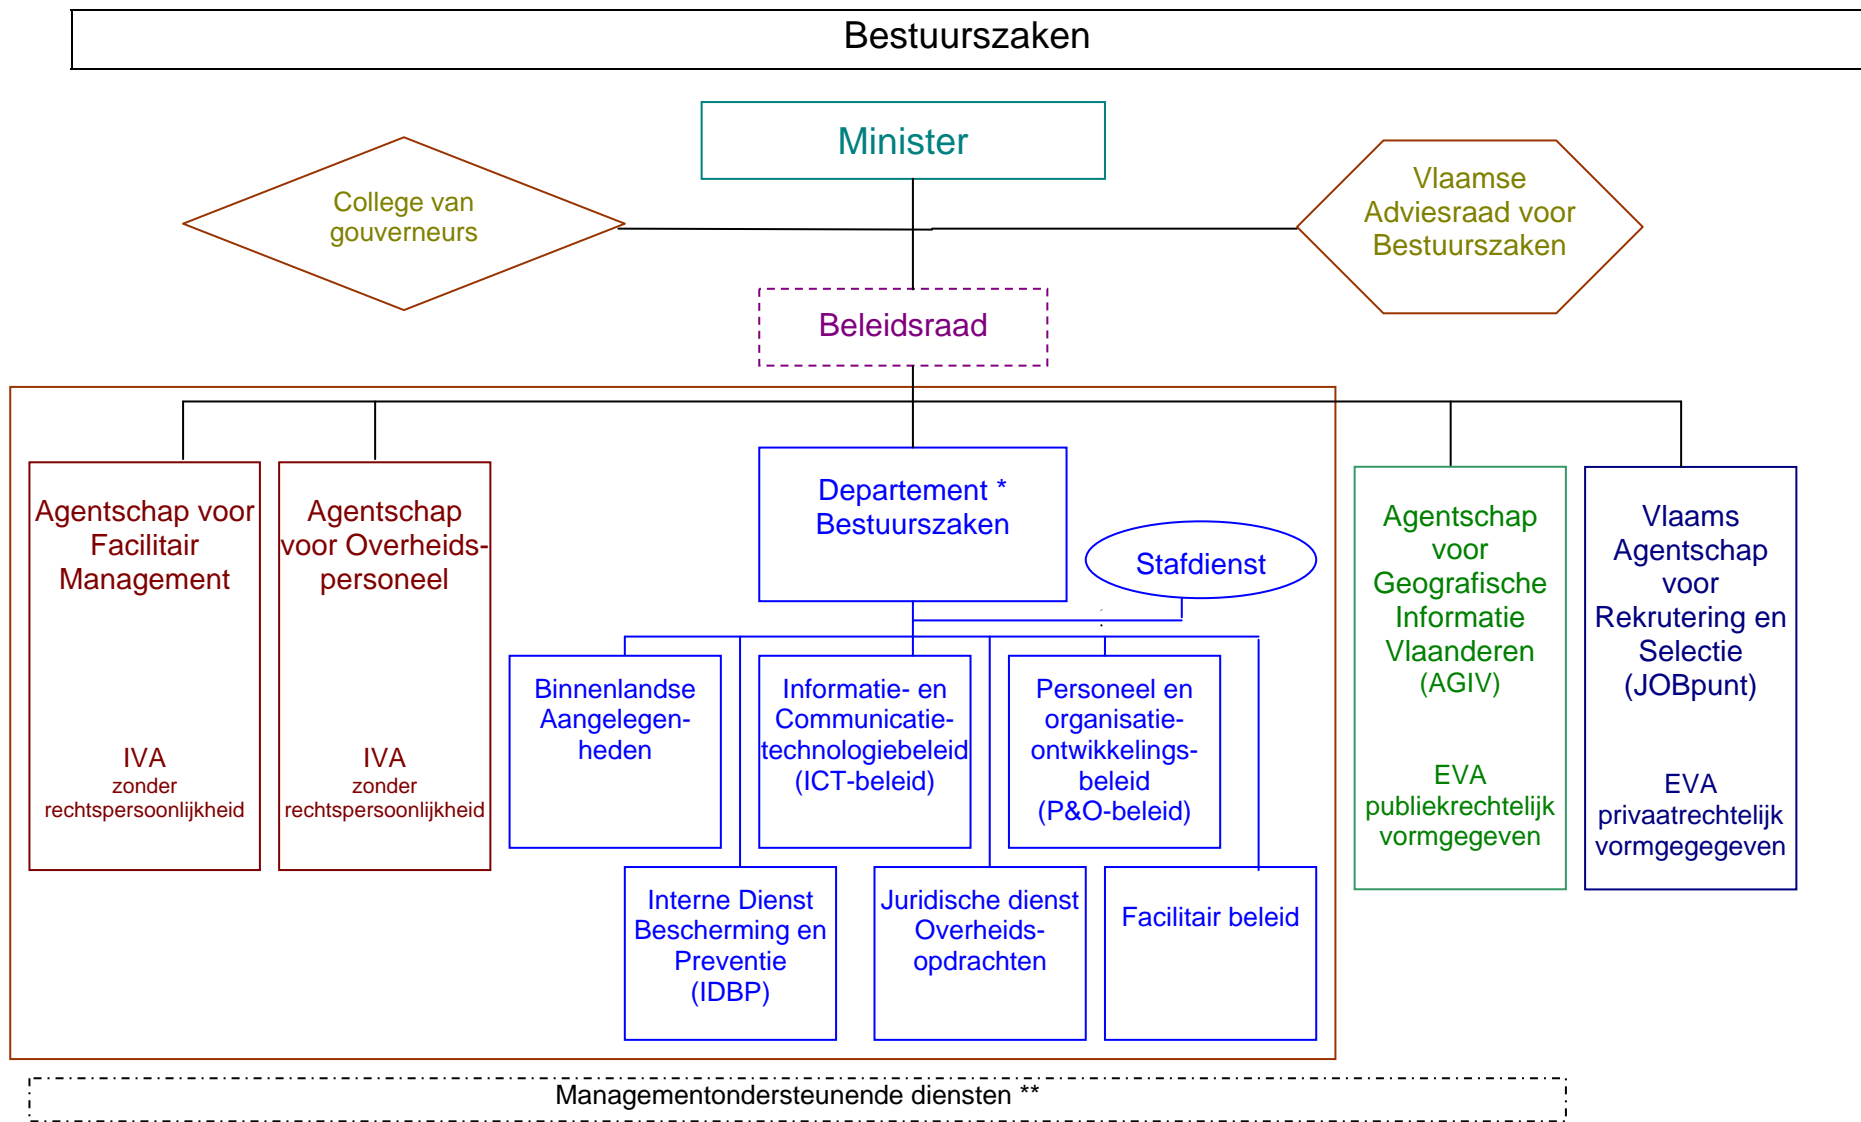 Bestuurszaken
Minister
College van
gouverneurs
Vlaamse
Adviesraad voor
Bestuurszaken
Beleidsraad
Agentschap voor
Facilitair
Management
IVA
zonder
rechtspersoonlijkheid
Agentschap
voor Overheids-
personeel
IVA
zonder
rechtspersoonlijkheid
Departement *
Bestuurszaken
Stafdienst
Binnenlandse
Aangelegen-
heden
Informatie- en
Communicatie-
technologiebeleid
(ICT-beleid)
Personeel en
organisatie-
ontwikkelings-
beleid
(P&O-beleid)
Interne Dienst
Bescherming en
Preventie
(IDBP)
Juridische dienst
Overheids-
opdrachten
Facilitair beleid
Agentschap
voor
Geografische
Informatie
Vlaanderen
(AGIV)
EVA
publiekrechtelijk
vormgegeven
Vlaams
Agentschap
voor
Rekrutering en
Selectie
(JOBpunt)
EVA
privaatrechtelijk
vormgegegeven
Managementondersteunende diensten **